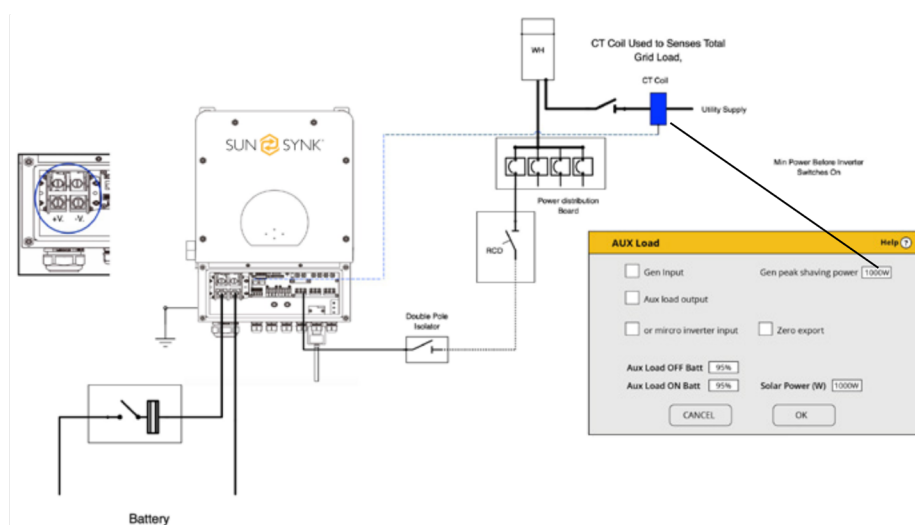 WH
CT Coil Used to Senses Total
Grid Load,
CT Coil
Utility Supply
SUN SYNK
Min Power Before Inverter
Switches On
+V. -V.
Power distribution
Board
RCD
AUX Load
Help ?
Gen Input
Gen peak shaving power 1000W
Aux load output
or mircro inverter input
Zero export
Double Pole
Isolator
Aux Load OFF Batt 95%
Aux Load ON Batt 95%
Solar Power (W) 1000W
CANCEL
OK
Battery